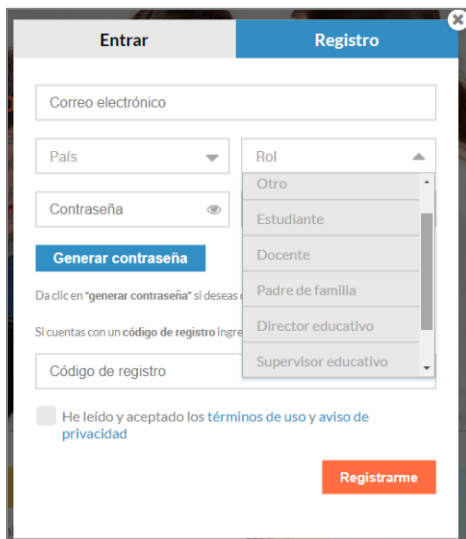 Entrar
Registro
Correo electrónico
País
Rol
Otro
Contraseña
Estudiante
Docente
Generar contraseña
Padre de familia
Da clic en "generar contraseña" si deseas
Director educativo
Si cuentas con un código de registro ingre
Supervisor educativo
Código de registro
He leído y aceptado los términos de uso y aviso de
privacidad
Registrarme